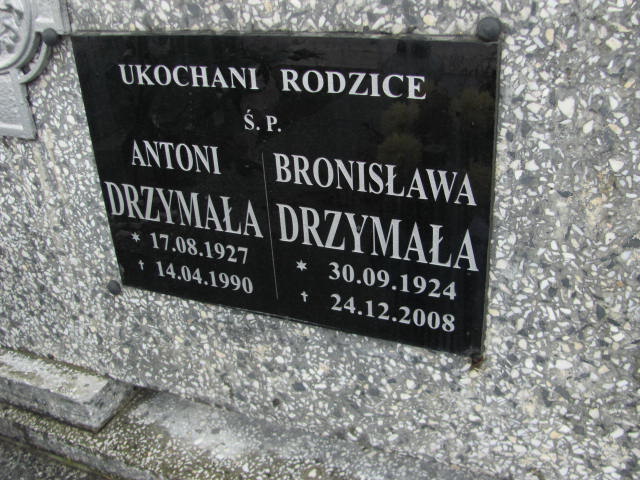 UKOCHANI RODZICE
Ś. P.
ANTONI
DRZYMAŁA
* 17.08.1927
† 14.04.1990
BRONISŁAWA
DRZYMAŁA
* 30.09.1924
† 24.12.2008